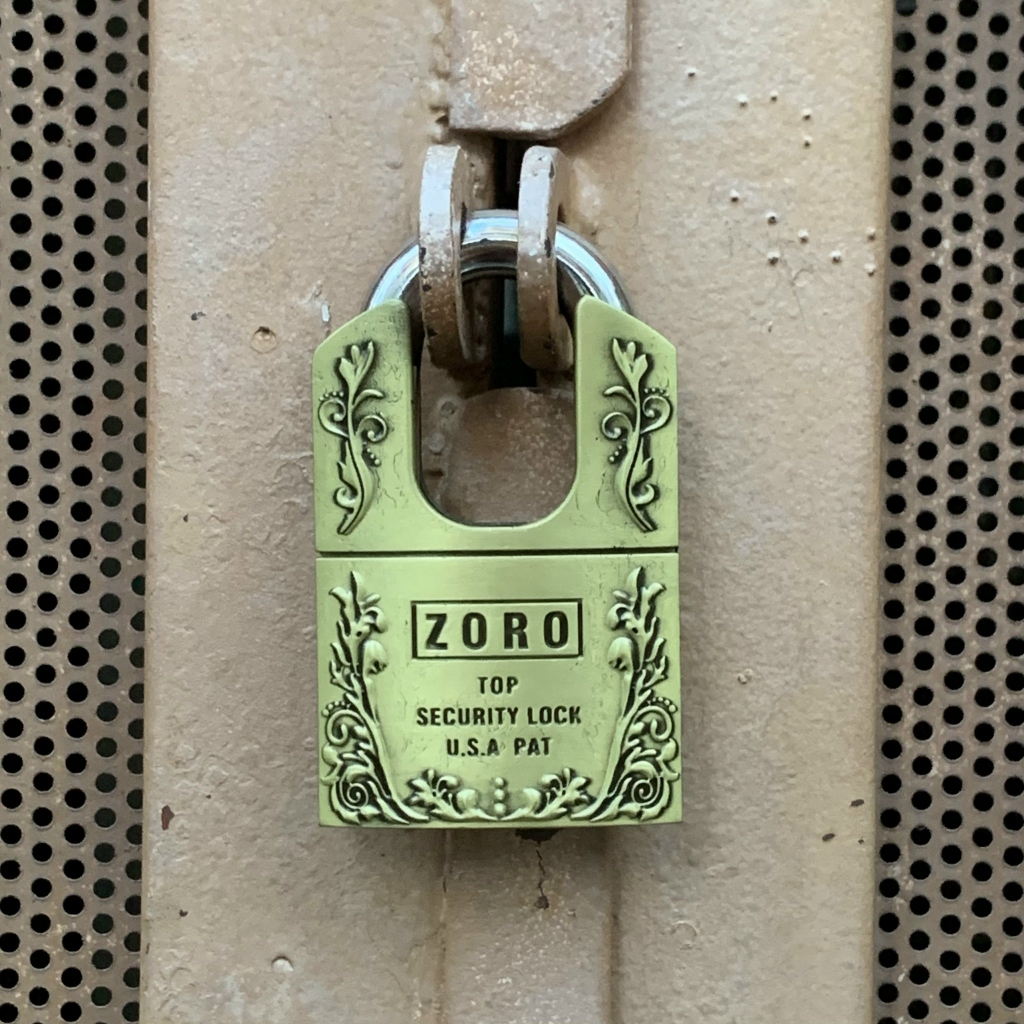 ZORO
TOP
SECURITY LOCK
U.S.A PAT